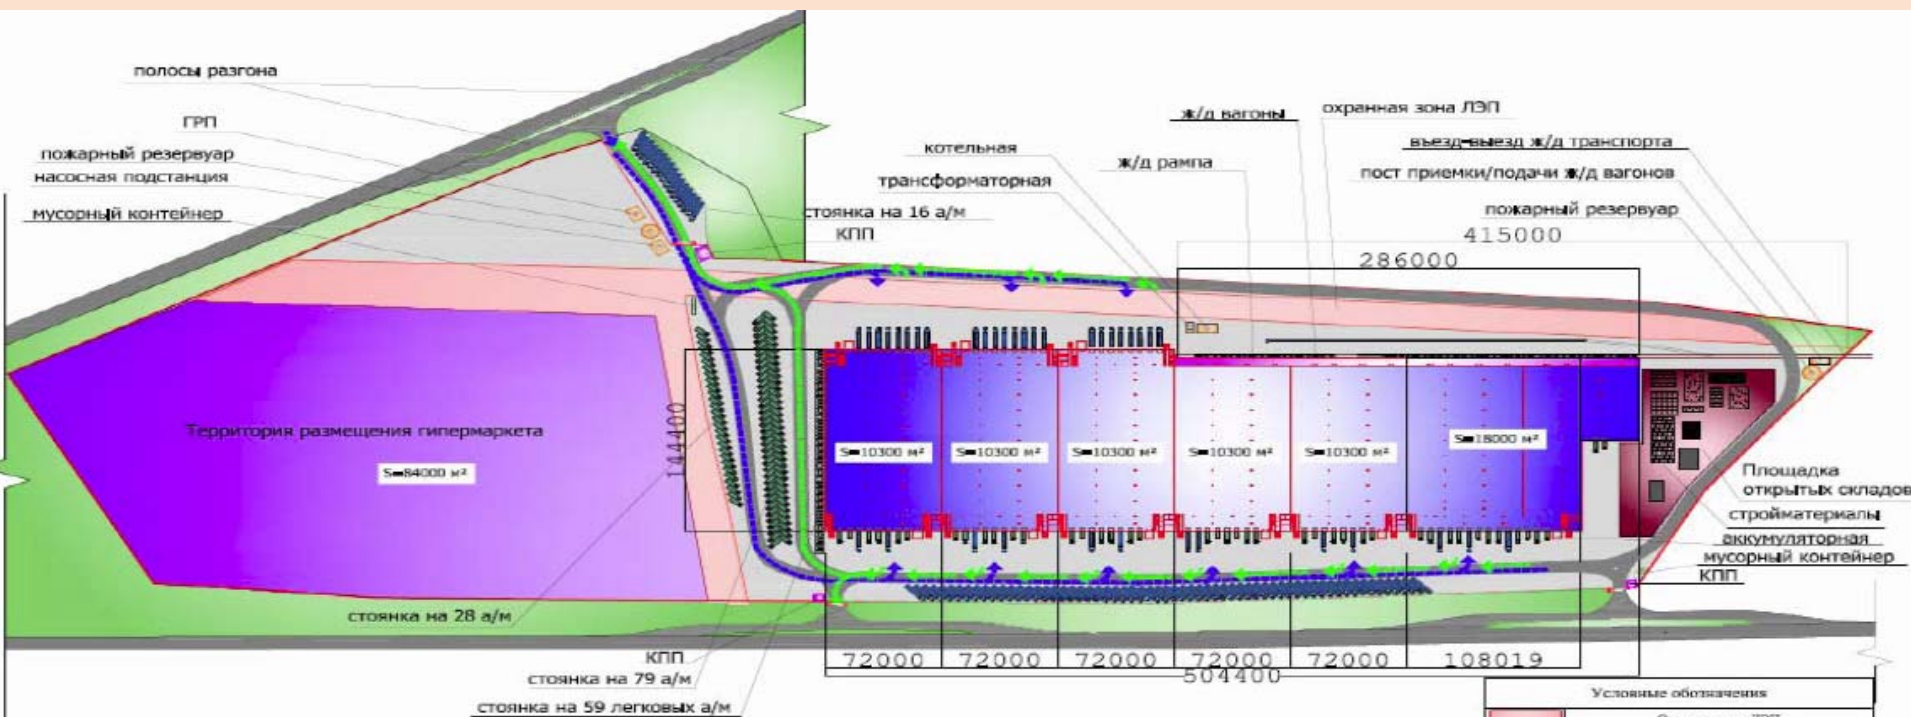 полосы разгона
ГРП
пожарный резервуар
насосная подстанция
мусорный контейнер
котельная
трансформаторная
стоянка на 16 а/м
КПП
ж/д вагоны
ж/д рампа
охранная зона ЛЭП
въезд-выезд ж/д транспорта
пост приемки/подачи ж/д вагонов
пожарный резервуар
415000
286000
144400
Территория размещения гипермаркета
S=84000 м²
S=10300 м²
S=10300 м²
S=10300 м²
S=10300 м²
S=10300 м²
S=18000 м²
Площадка
открытых складов
стройматериалы
аккумуляторная
мусорный контейнер
КПП
стоянка на 28 а/м
КПП
стоянка на 79 а/м
стоянка на 59 легковых а/м
72000
72000
72000
72000
72000
108019
504400
Условные обозначения